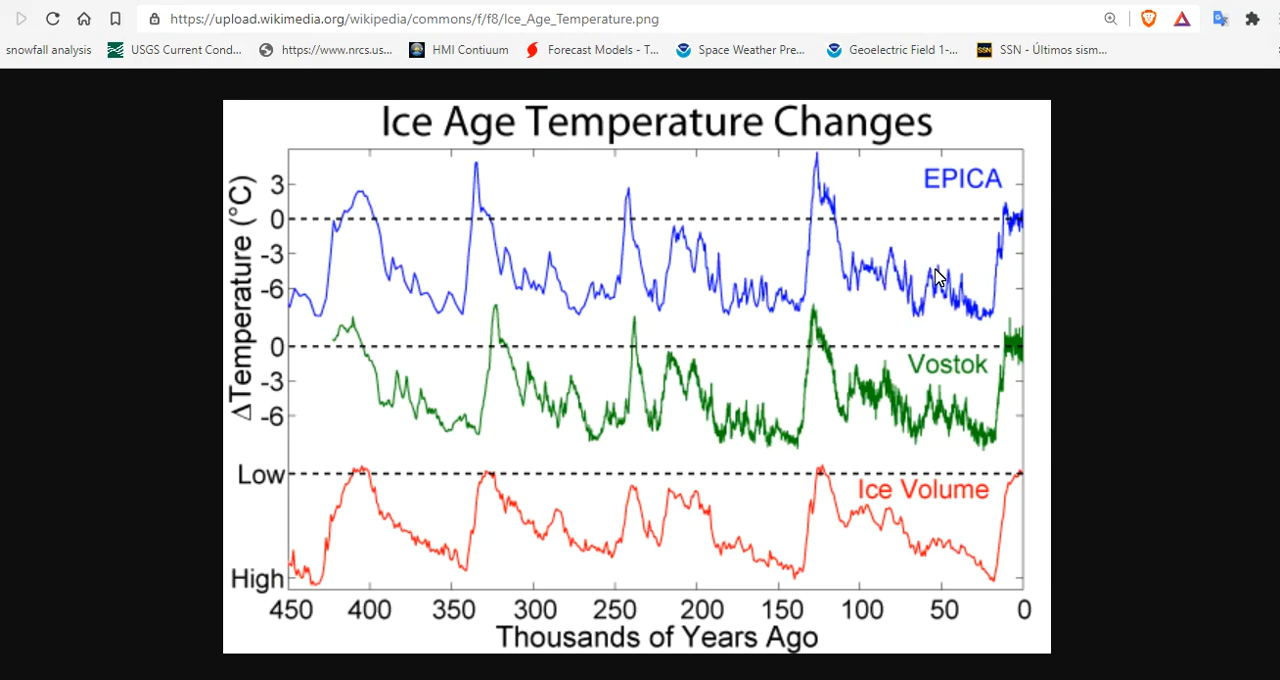 https://upload.wikimedia.org/wikipedia/commons/f/f8/Ice_Age_Temperature.png
snowfall analysis USGS Current Cond... https://www.nrcs.us... HMI Contiuum Forecast Models - T... Space Weather Pre... Geoelectric Field 1-... SSN SSN - Últimos sism...
Ice Age Temperature Changes
ΔTemperature (°C)
EPICA
3
0
-3
-6
Vostok
0
-3
-6
Low
Ice Volume
High
450 400 350 300 250 200 150 100 50 0
Thousands of Years Ago